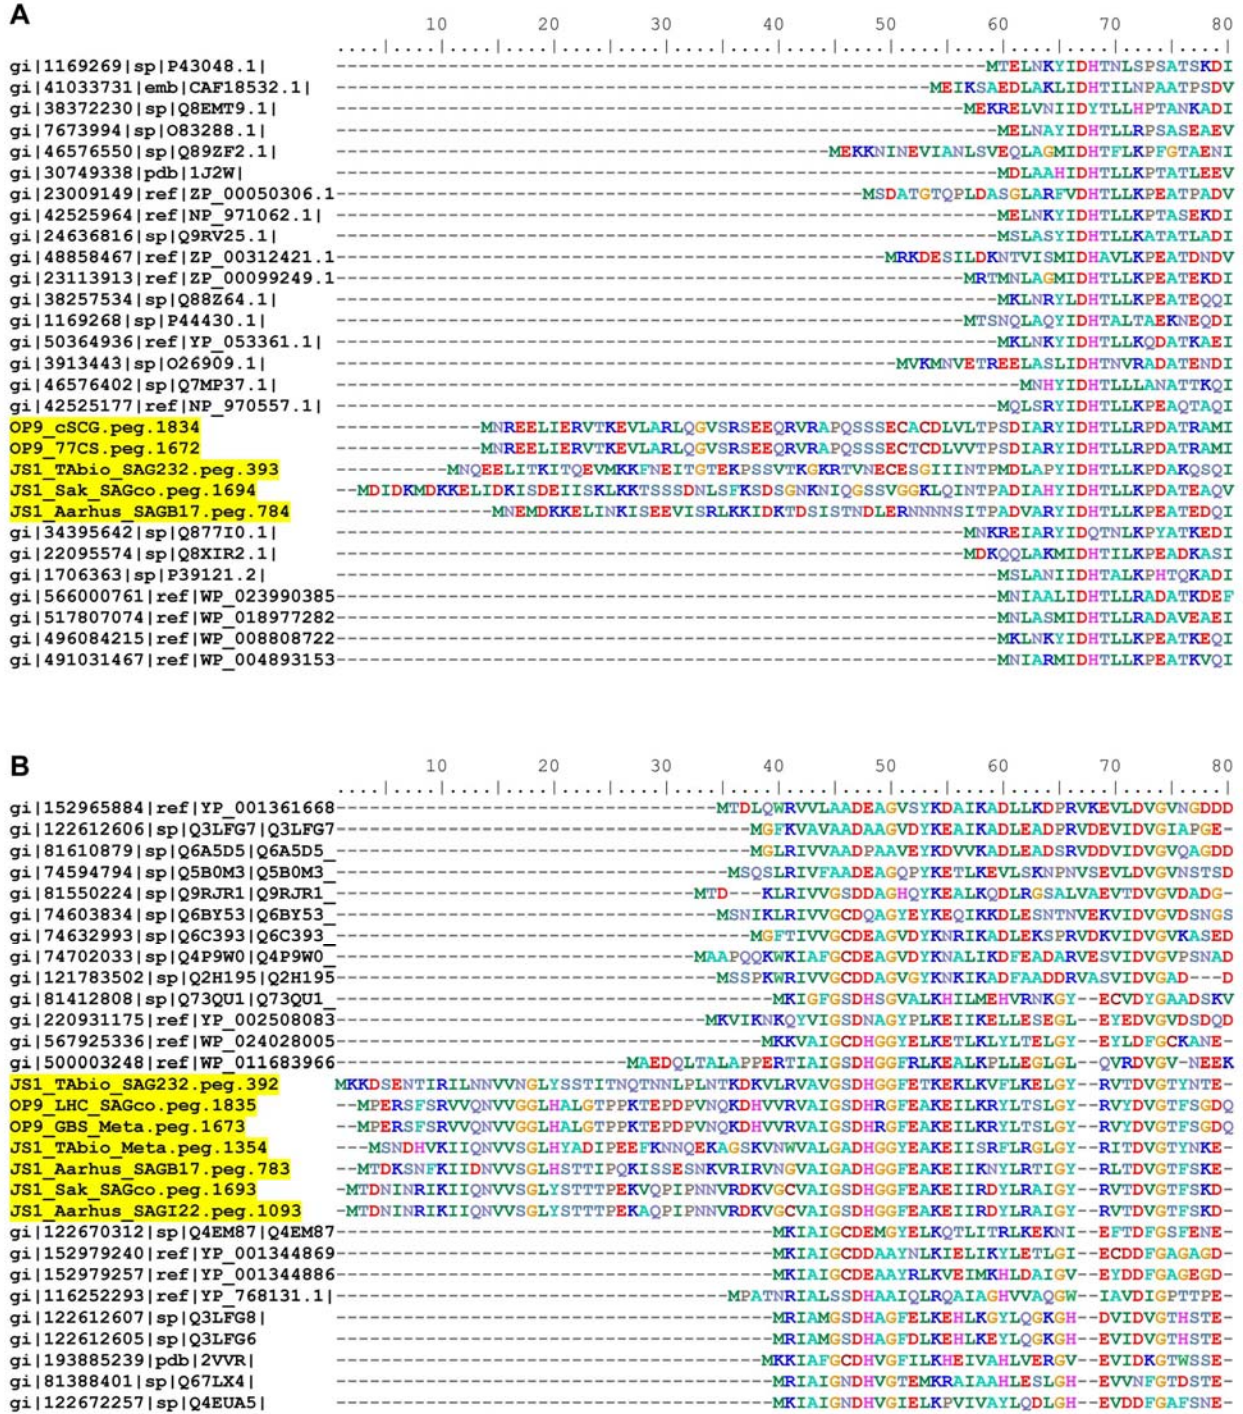 A
10 20 30 40 50 60 70 80
gi|1169269|sp|P43048.1| MTELNKYIDHTNLSPSATSKDI
gi|41033731|emb|CAF18532.1| MEIKSAEDLAKLIDHTILNPAATPSDV
gi|38372230|sp|Q8EMT9.1| MEKRELVNIIDYTLLHPTANKADI
gi|7673994|sp|O83288.1| MELNAYIDHTLLRPSASEAEV
gi|46576550|sp|Q89ZF2.1| MEKKNINEVIANLSVEQLAGMIDHTFLKPFGTAENI
gi|30749338|pdb|1J2W| MDLAAHIDHTLLKPTATLEEV
gi|23009149|ref|ZP_00050306.1 MSDATGTQPLDASGLARFVDHTLLKPEATPADV
gi|42525964|ref|NP_971062.1| MELNKYIDHTLLKPTASEKDI
gi|24636816|sp|Q9RV25.1| MSLASYIDHTLLKATATLADI
gi|48858467|ref|ZP_00312421.1 MRKDESILDKNTVISMIDHAVLKPEATDNDV
gi|23113913|ref|ZP_00099249.1 MRTMNLAGMIDHTLLKPEATEKDI
gi|38257534|sp|Q88Z64.1| MKLNRYLDHTLLKPEATEQQI
gi|1169268|sp|P44430.1| MTSNQLAQYIDHTALTAEKNEQDI
gi|50364936|ref|YP_053361.1| MKLNKYIDHTLLKQDATKAEI
gi|3913443|sp|O26909.1| MVKMNVETREELASLIDHTNVRADATENDI
gi|46576402|sp|Q7MP37.1| MNHYIDHTLLLANATTKQI
gi|42525177|ref|NP_970557.1| MQLSRYIDHTLLKPEAQTAQI
OP9_cSCG.peg.1834 MNREELIERVTKEVLARLQGVSRSEEQRVRAPQSSSECACDLVLTPSDIARYIDHTLLRPDATRAMI
OP9_77CS.peg.1672 MNREELIERVTKEVLARLQGVSRSEEQRVRAPQSSSECTCDLVVTPSDIARYIDHTLLRPDATRAMI
JS1_TAbio_SAG232.peg.393 MNQEELITKITQEVMKKFNEITGTEKPSSVTKGKRTVNECESGIIINTPMDLAPYIDHTLLKPDAKQSQI
JS1_Sak_SAGco.peg.1694 MDIDKMDKKELIDKISDEIISKLKKTSSSDNLSFKSDSGNKNIQGSSVGGKLQINTPADIAHYIDHTLLKPDATEAQV
JS1_Aarhus_SAGB17.peg.784 MNEMDKKELINKISEEVISRLKKIDKTDSISTNDLERNNNNSITPADVARYIDHTLLKPEATEDQI
gi|34395642|sp|Q877I0.1| MNKREIARYIDQTNLKPYATKEDI
gi|22095574|sp|Q8XIR2.1| MDKQQLAKMIDHTILKPEADKASI
gi|1706363|sp|P39121.2| MSLANIIDHTALKPHTQKADI
gi|566000761|ref|WP_023990385 MNIAALIDHTLLRADATKDEF
gi|517807074|ref|WP_018977282 MNLASMIDHTLLRADAVEAEI
gi|496084215|ref|WP_008808722 MKLNKYIDHTLLKPEATKEQI
gi|491031467|ref|WP_004893153 MNIARMIDHTLLKPEATKVQI
B
10 20 30 40 50 60 70 80
gi|152965884|ref|YP_001361668 MTDLQWRVVLAADEAGVSYKDAIKADLLKDPRVKEVLDVGVNGDDD
gi|122612606|sp|Q3LFG7|Q3LFG7 MGFKVAVAADAAGVDYKEAIKADLEADPRVDEVIDVGIAPGE-
gi|81610879|sp|Q6A5D5|Q6A5D5_ MGLRIVVAADPAAVEYKDVVKADLEADSRVDDVIDVGVQAGDD
gi|74594794|sp|Q5B0M3|Q5B0M3_ MSQSLRIVFAADEAGQPYKETLKEVLSKNPNVSEVLDVGVNSTSD
gi|81550224|sp|Q9RJR1|Q9RJR1_ MTD---KLRIVVGSDDAGHQYKEALKQDLRGSALVAEVTDVGVDADG-
gi|74603834|sp|Q6BY53|Q6BY53_ MSNIKLRIVVGCDQAGYEYKEQIKKDLESNTNVEKVIDVGVDSNGS
gi|74632993|sp|Q6C393|Q6C393_ MGFTIVVGCDEAGVDYKNRIKADLEKSPRVDKVIDVGVKASED
gi|74702033|sp|Q4P9W0|Q4P9W0_ MAAPQQKWKIAFGCDEAGVDYKNALKIDFEADARVESVIDVGVPSNAD
gi|121783502|sp|Q2H195|Q2H195 MSSPKWRIVVGCDDAGVGYKNKIKADFAADDRVASVIDVGAD---D
gi|81412808|sp|Q73QU1|Q73QU1_ MKIGFGSDHSGVALKHILMEHVRNKGY--ECVDYGAADSKV
gi|220931175|ref|YP_002508083 MKVIKNKQYVIGSDNAGYPLKEIIKELLESEGL--EYEDVGVDSDQD
gi|567925336|ref|WP_024028005 MKKVAIGCDHGGYELKETLKLYLTELGY--EYLDFGCKANE-
gi|500003248|ref|WP_011683966 MAEDQLTALAPPERTIAIGSDHGGFRLKEALKPMLEGLGL--QVRDVGV-NEEK
JS1_TAbio_SAG232.peg.392 MKKDSENTIRILNNVVNGLYSSTITNQTNNLPLNTKDKVLRVAVGSDHGGFETKEKLKVFLKELGY--RVTDVGTYNTE-
OP9_LHC_SAGco.peg.1835 MPERSFSRVVQNVVGGLHALGTPPKTEPDPVNQKDHVVRVAIGSDHRGFEAKEILKRYLTSLGY--RVYDVGTFSGDQ
OP9_GBS_Meta.peg.1673 MPERSFSRVVQNVVGGLHALGTPPKTEPDPVNQKDHVVRVAIGSDHRGFEAKEILKRYLTSLGY--RVYDVGTFSGDQ
JS1_TAbio_Meta.peg.1354 MSNDHVKIIQNVVSGLHYADIPEEFKNNQEKAGSKVNWVALGADHGGFEAKEIISRFLRGLGY--RITDVGTYNKE-
JS1_Aarhus_SAGB17.peg.783 MTDKSNFKIIDNVVSGLHSTTIPQKISSESNKVRIRVNGVAIGADHGGFEAKEIIKNYLRTIGY--RLTDVGTFSKE-
JS1_Sak_SAGco.peg.1693 MTDNINRIKIIQNVVSGLYSTTTPEKVQPIPNNVRDKVGCVAIGSDHGGFEAKEIIRDYLRAIGY--RVTDVGTFSKD-
JS1_Aarhus_SAGI22.peg.1093 MTDNINRIKIIQNVVSGLYSTTTPEKAQPIPNNVRDKVGCVAIGSDHGGFEAKEIIRDYLRAIGY--RVTDVGTFSKD-
gi|122670312|sp|Q4EM87|Q4EM87 MKIAIGCDEMGYELKQTLITRLKEKNI--EFTDFGSFENE-
gi|152979240|ref|YP_001344869 MKIAIGCDDAAYNLKIELIKYLETLGI--ECDDFGAGAGD-
gi|152979257|ref|YP_001344886 MKIAIGCDEAAYRLKVEIMKHLDAIGV--EYDDFGAGEGD-
gi|116252293|ref|YP_768131.1| MPATNRIALSSDHAAIQLRQAIAGHVVAQGW--IAVDIGPTTPE-
gi|122612607|sp|Q3LFG8| MRIAMGSDHAGFELKEHLKGYLQGKGH--DVIDVGTHSTE-
gi|122612605|sp|Q3LFG6 MRIAMGSDHAGFDLKEHLKEYLQGKGH--EVIDVGTHSTE-
gi|193885239|pdb|2VVR| MKKIAFGCDHVGFILKHEIVAHLVERGV--EVIDKGTWSSE-
gi|81388401|sp|Q67LX4| MRIAIGNDHVGTEMKRAIAAHLESLGH--EVVNFGTDSTE-
gi|122672257|sp|Q4EUA5| MKIAIGNDHVGIELKPVIVAYLQDLGH--EVDDFGAFSNE-